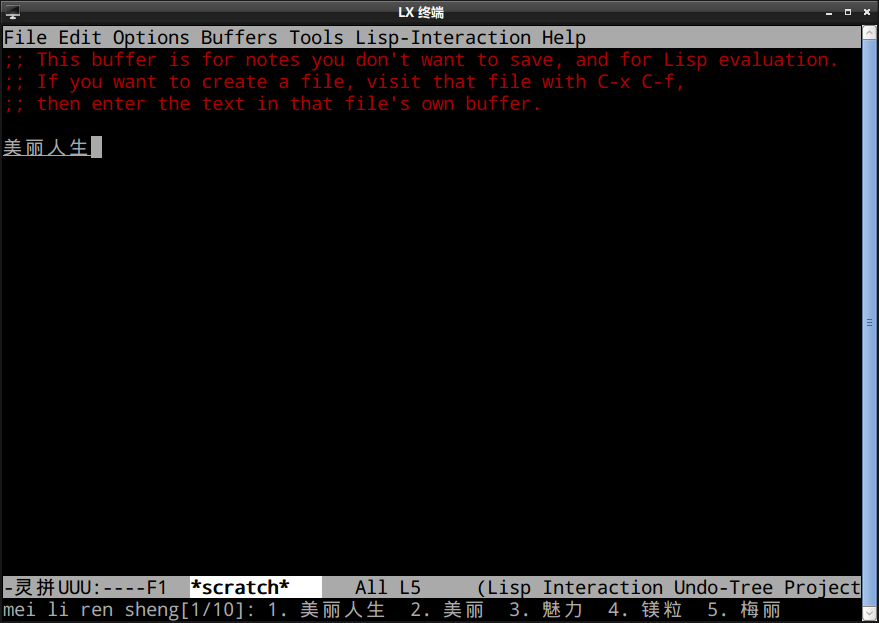 LX 终端
File Edit Options Buffers Tools Lisp-Interaction Help
;; This buffer is for notes you don't want to save, and for Lisp evaluation.
;; If you want to create a file, visit that file with C-x C-f,
;; then enter the text in that file's own buffer.
美丽人生
-灵拼UUU:----F1 *scratch* All L5 (Lisp Interaction Undo-Tree Project
mei li ren sheng[1/10]: 1. 美丽人生 2. 美丽 3. 魅力 4. 镁粒 5. 梅丽